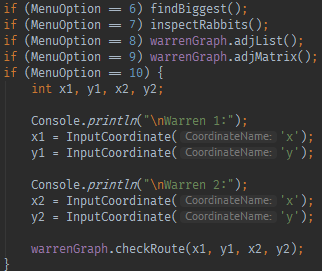 if (MenuOption == 6) findBiggest();
if (MenuOption == 7) inspectRabbits();
if (MenuOption == 8) warrenGraph.adjList();
if (MenuOption == 9) warrenGraph.adjMatrix();
if (MenuOption == 10) {
int x1, y1, x2, y2;
Console.println("\nWarren 1:");
x1 = InputCoordinate( CoordinateName: 'x');
y1 = InputCoordinate( CoordinateName: 'y');
Console.println("\nWarren 2:");
x2 = InputCoordinate( CoordinateName: 'x');
y2 = InputCoordinate( CoordinateName: 'y');
warrenGraph.checkRoute(x1, y1, x2, y2);
}